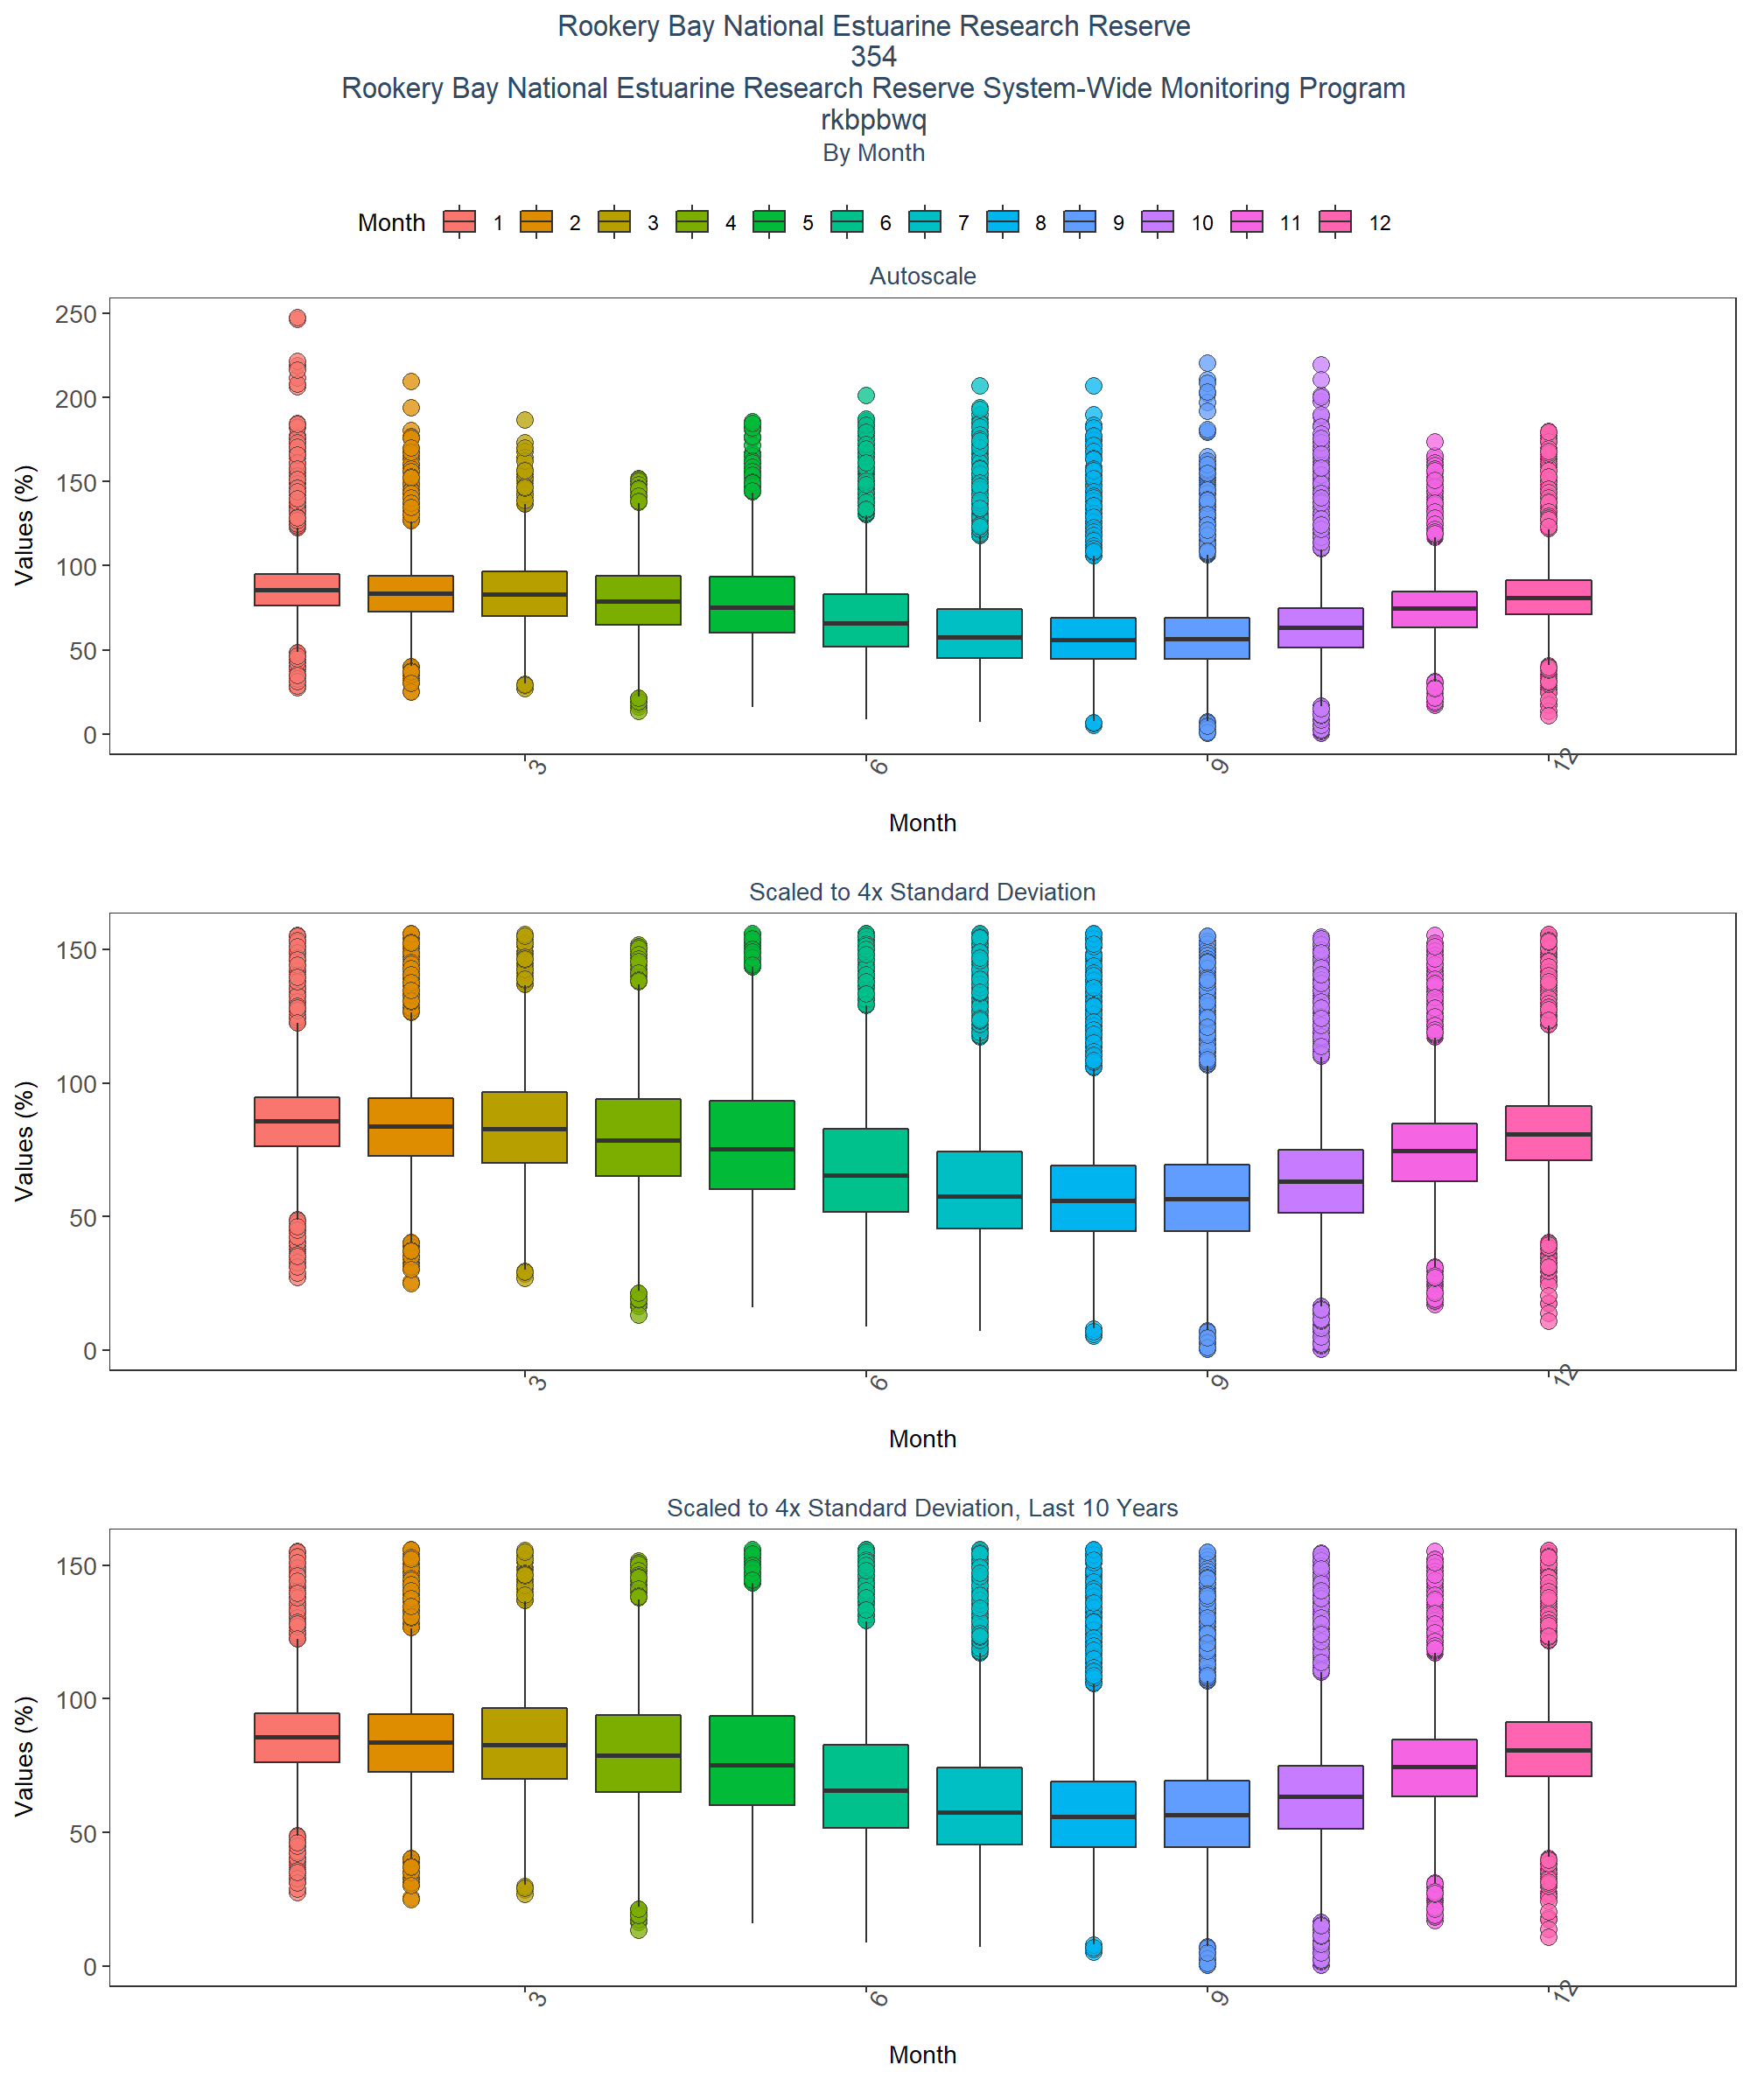 Rookery Bay National Estuarine Research Reserve
354
Rookery Bay National Estuarine Research Reserve System-Wide Monitoring Program
rkbpbwq
By Month
Month 1 2 3 4 5 6 7 8 9 10 11 12
Autoscale
Values (%)
250
200
150
100
50
0
3 6 9 12
Month
Scaled to 4x Standard Deviation
Values (%)
150
100
50
0
3 6 9 12
Month
Scaled to 4x Standard Deviation, Last 10 Years
Values (%)
150
100
50
0
3 6 9 12
Month